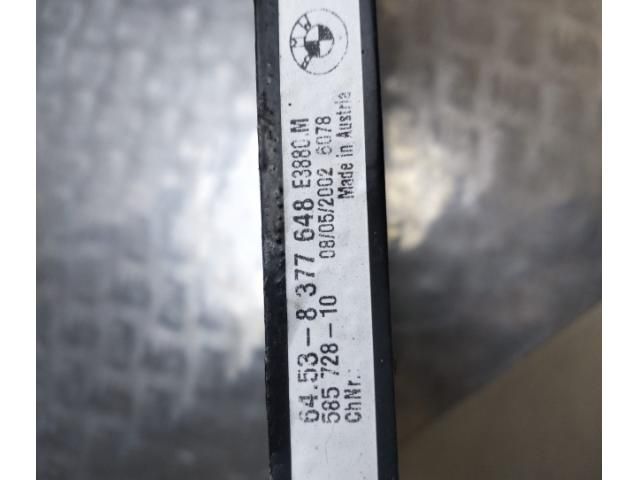 64.53-8 377 648 E3880.M
585 728-10 08/05/2002 6078
ChNr.: Made in Austria